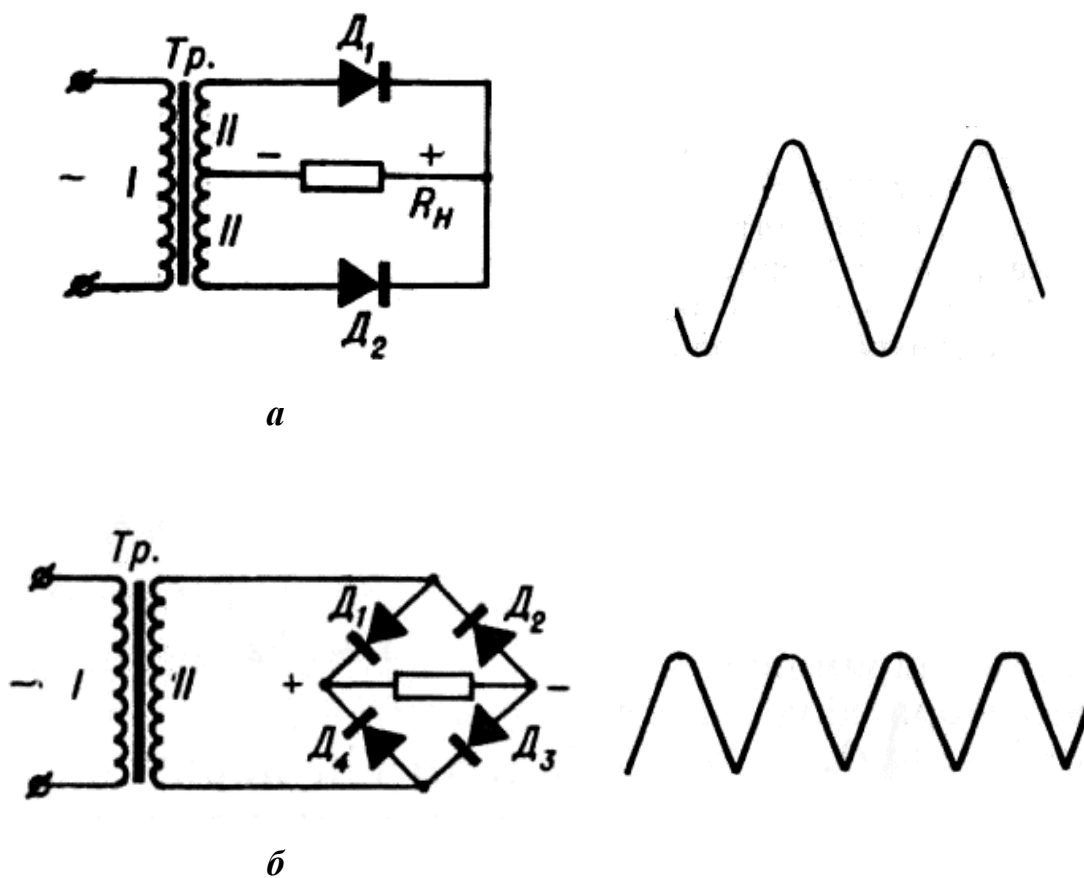 Тр.
Д₁
II
− +
~ I
Rн
II
Д₂
а
Тр.
Д₁ Д₂
~ I II + −
Д₄ Д₃
б